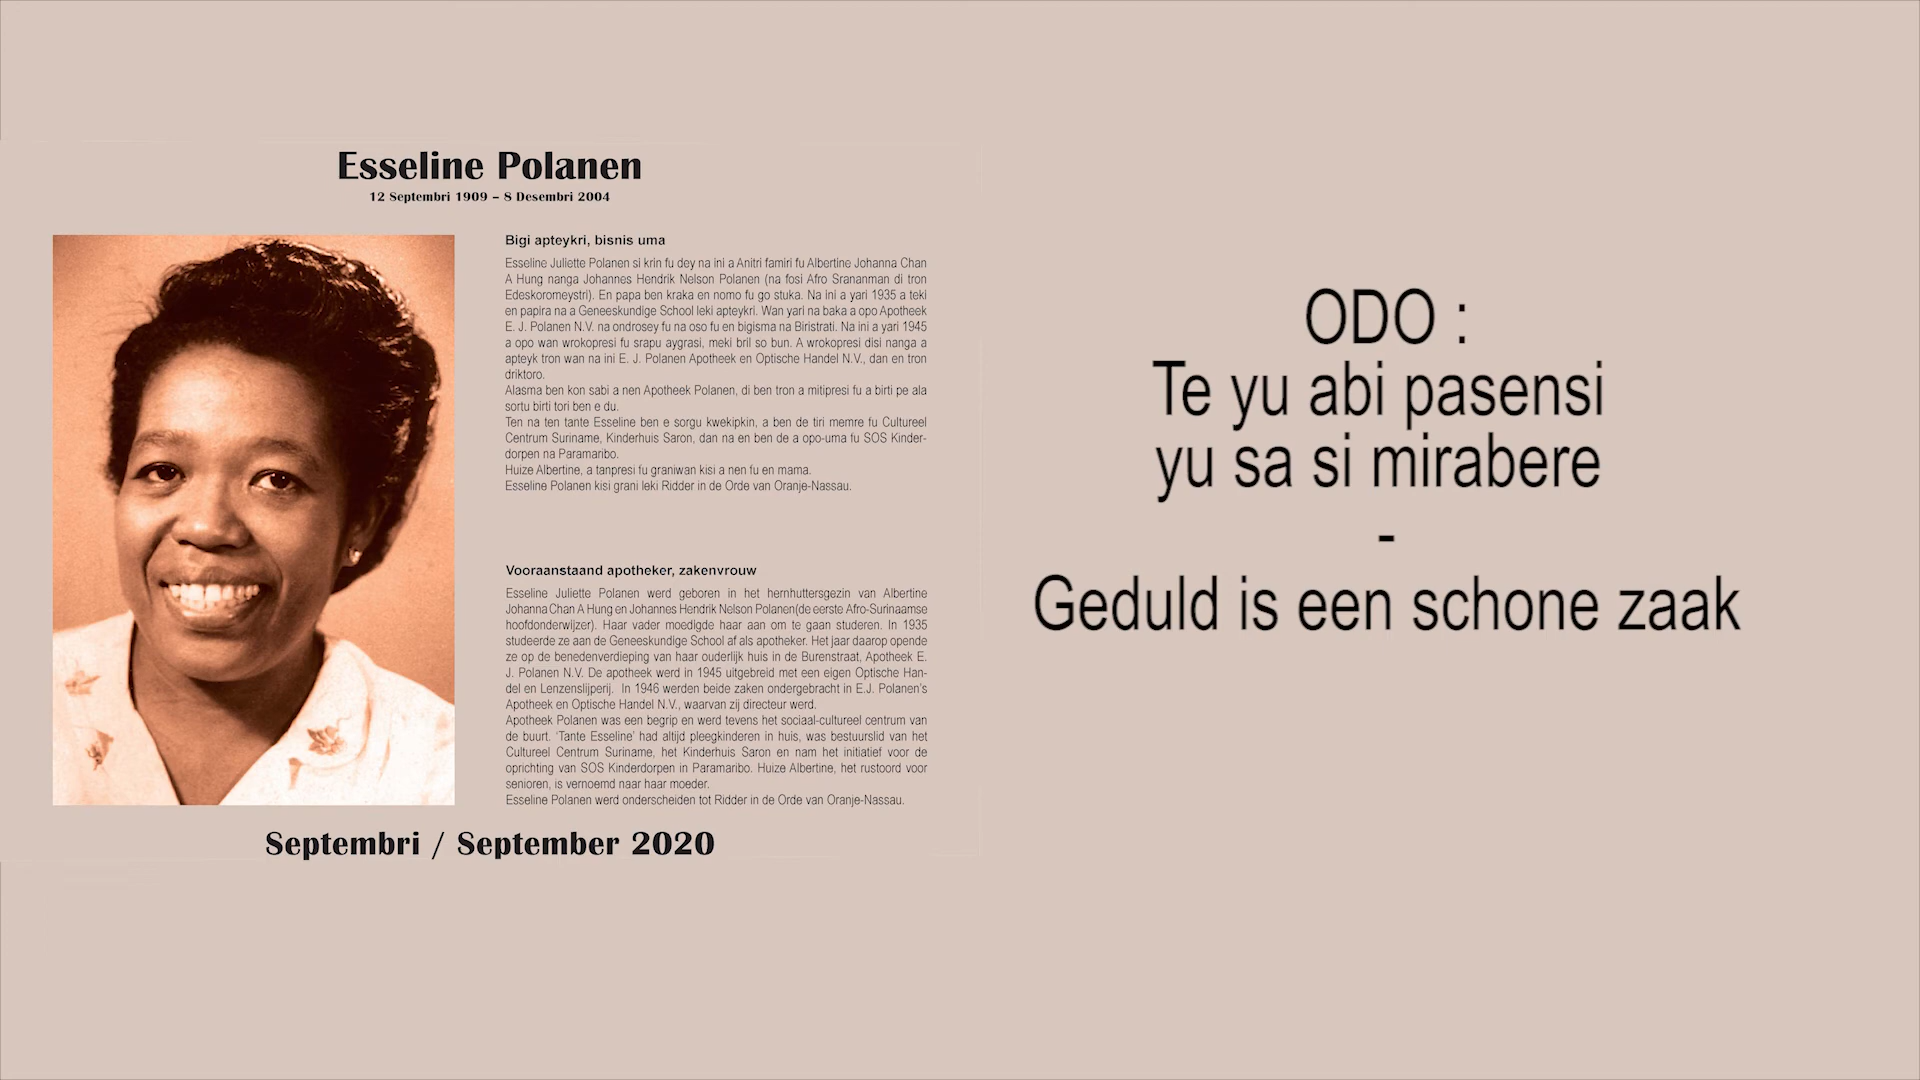 Esseline Polanen
12 Septembri 1909 – 8 Desembri 2004
Bigi apteykri, bisnis uma
Esseline Juliette Polanen si krin fu dey na ini a Anitri famiri fu Albertine Johanna Chan
A Hung nanga Johannes Hendrik Nelson Polanen (na fosi Afro Srananman di tron
Edeskoromeystri). En papa ben kraka en nomo fu go stuka. Na ini a yari 1935 a teki
en papira na a Geneeskundige School leki apteykri. Wan yari na baka a opo Apotheek
E. J. Polanen N.V. na ondrosey fu na oso fu en bigisma na Biristrati. Na ini a yari 1945
a opo wan wrokopresi fu srapu aygrasi, meki bril so bun. A wrokopresi disi nanga a
apteyk tron wan na ini E. J. Polanen Apotheek en Optische Handel N.V., dan en tron
driktoro.
Alasma ben kon sabi a nen Apotheek Polanen, di ben tron a mitipresi fu a birti pe ala
sortu birti tori ben e du.
Ten na ten tante Esseline ben e sorgu kwekipkin, a ben de tiri memre fu Cultureel
Centrum Suriname, Kinderhuis Saron, dan na en ben de a opo-uma fu SOS Kinder-
dorpen na Paramaribo.
Huize Albertine, a tanpresi fu graniwan kisi a nen fu en mama.
Esseline Polanen kisi grani leki Ridder in de Orde van Oranje-Nassau.
Vooraanstaand apotheker, zakenvrouw
Esseline Juliette Polanen werd geboren in het hernhuttersgezin van Albertine
Johanna Chan A Hung en Johannes Hendrik Nelson Polanen(de eerste Afro-Surinaamse
hoofdonderwijzer). Haar vader moedigde haar aan om te gaan studeren. In 1935
studeerde ze aan de Geneeskundige School af als apotheker. Het jaar daarop opende
ze op de benedenverdieping van haar ouderlijk huis in de Burenstraat, Apotheek E.
J. Polanen N.V. De apotheek werd in 1945 uitgebreid met een eigen Optische Han-
del en Lenzenslijperij. In 1946 werden beide zaken ondergebracht in E.J. Polanen's
Apotheek en Optische Handel N.V., waarvan zij directeur werd.
Apotheek Polanen was een begrip en werd tevens het sociaal-cultureel centrum van
de buurt. 'Tante Esseline' had altijd pleegkinderen in huis, was bestuurslid van het
Cultureel Centrum Suriname, het Kinderhuis Saron en nam het initiatief voor de
oprichting van SOS Kinderdorpen in Paramaribo. Huize Albertine, het rustoord voor
senioren, is vernoemd naar haar moeder.
Esseline Polanen werd onderscheiden tot Ridder in de Orde van Oranje-Nassau.
Septembri / September 2020
ODO :
Te yu abi pasensi
yu sa si mirabere
-
Geduld is een schone zaak